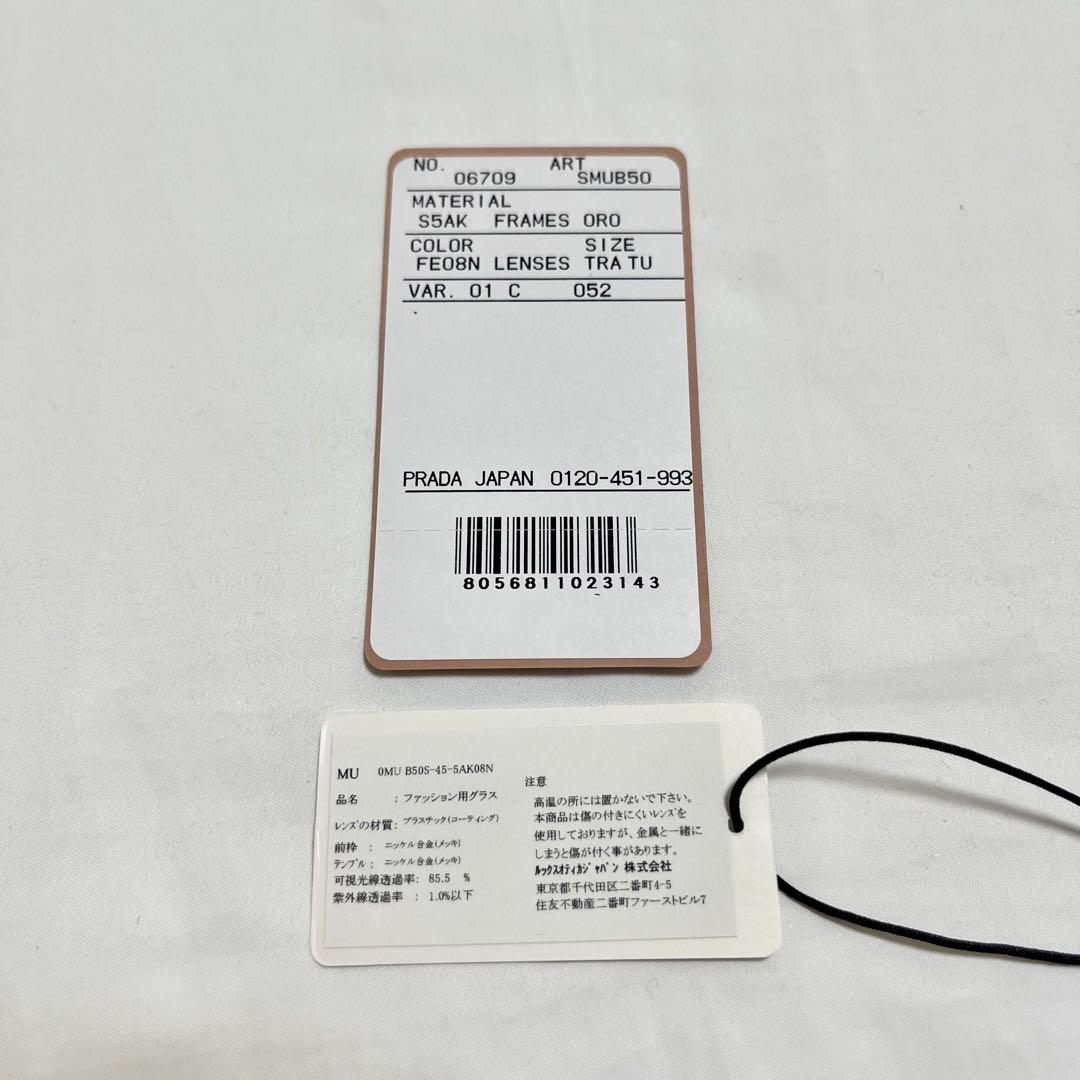 NO. ART
06709 SMUB50
MATERIAL
S5AK FRAMES ORO
COLOR SIZE
FE08N LENSES TRATU
VAR. 01 C 052
PRADA JAPAN 0120-451-993
8056811023143
MU 0MU B50S-45-5AK08N
品名 : ファッション用グラス
レンズの材質: プラスチック(コーティング)
前枠 : ニッケル合金(メッキ)
テンプル : ニッケル合金(メッキ)
可視光線透過率: 85.5 %
紫外線透過率 : 1.0%以下
注意
高温の所には置かないで下さい。
本商品は傷の付きにくいレンズを
使用しておりますが、金属と一緒に
しまうと傷が付く事があります。
ルックスオティカジャパン 株式会社
東京都千代田区二番町4-5
住友不動産二番町ファーストビル7